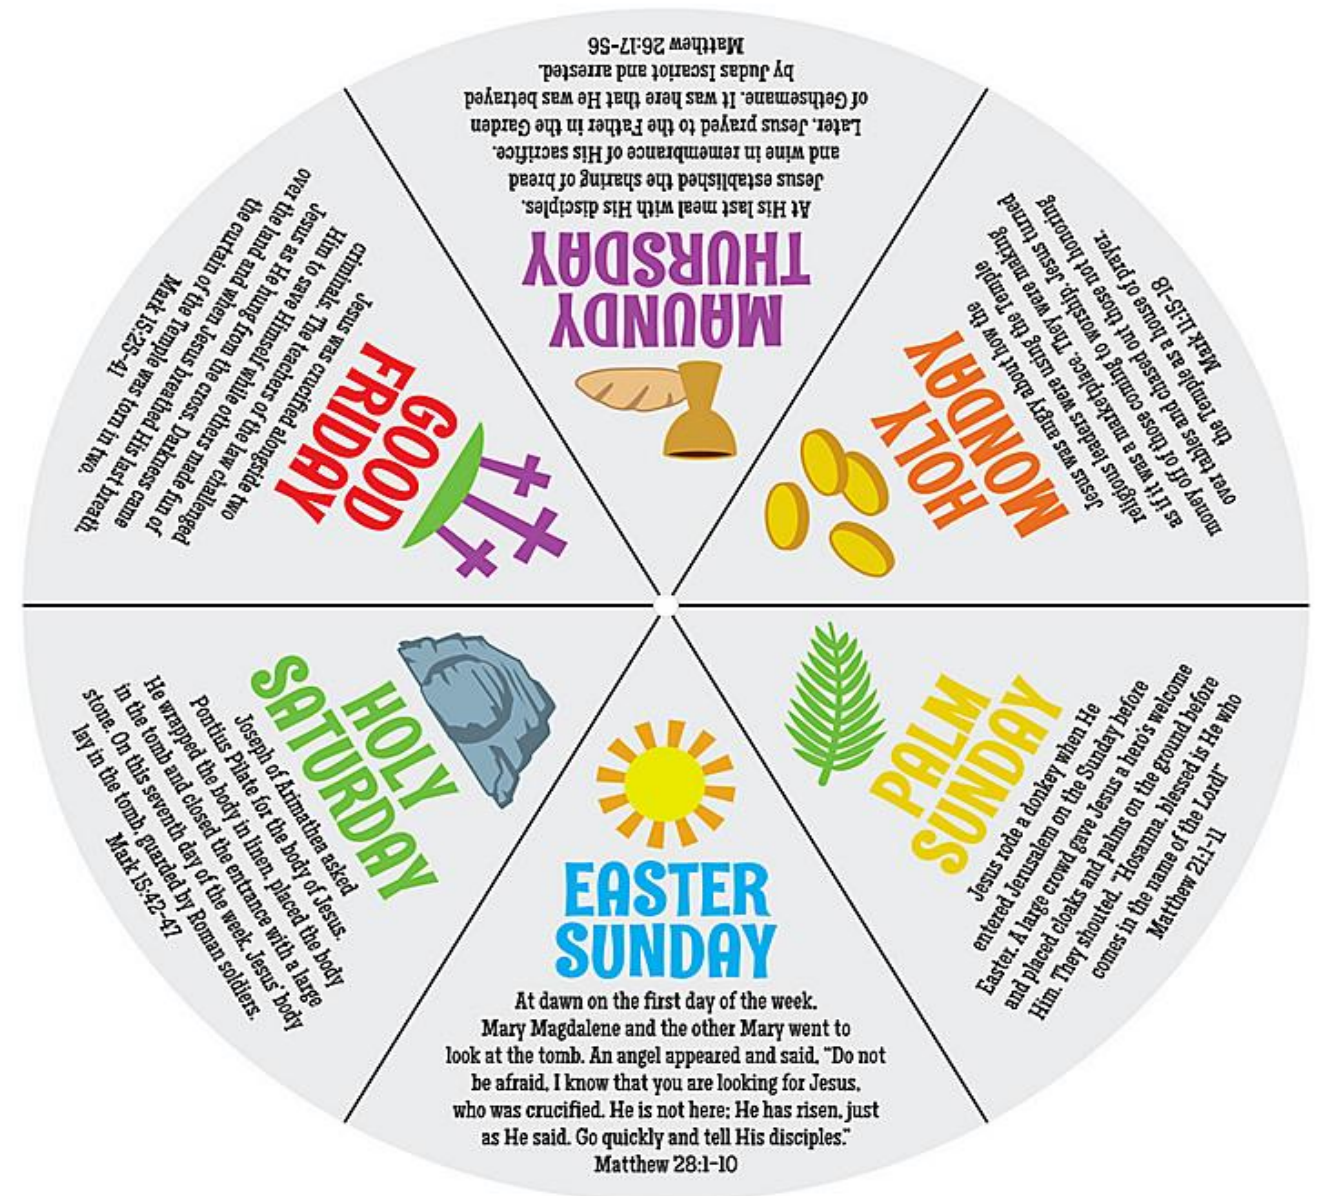 PALM
SUNDAY
Jesus rode a donkey when He
entered Jerusalem on the Sunday before
Easter. A large crowd gave Jesus a hero's welcome
and placed cloaks and palms on the ground before
Him. They shouted, "Hosanna, blessed is He who
comes in the name of the Lord!"
Matthew 21:1-11
HOLY
MONDAY
Jesus was angry about how the
religious leaders were using the Temple
as if it was a marketplace. They were making
money off of those coming to worship. Jesus turned
over tables and chased out those not honoring
the Temple as a house of prayer.
Mark 11:15-18
MAUNDY
THURSDAY
At His last meal with His disciples,
Jesus established the sharing of bread
and wine in remembrance of His sacrifice.
Later, Jesus prayed to the Father in the Garden
of Gethsemane. It was here that He was betrayed
by Judas Iscariot and arrested.
Matthew 26:17-56
GOOD
FRIDAY
Jesus was crucified alongside two
criminals. The teachers of the law challenged
Him to save Himself while others made fun of
Jesus as He hung from the cross. Darkness came
over the land and when Jesus breathed His last breath,
the curtain of the Temple was torn in two.
Mark 15:25-41
HOLY
SATURDAY
Joseph of Arimathea asked
Pontius Pilate for the body of Jesus.
He wrapped the body in linen, placed the body
in the tomb and closed the entrance with a large
stone. On this seventh day of the week, Jesus' body
lay in the tomb, guarded by Roman soldiers.
Mark 15:42-47
EASTER
SUNDAY
At dawn on the first day of the week,
Mary Magdalene and the other Mary went to
look at the tomb. An angel appeared and said, "Do not
be afraid, I know that you are looking for Jesus,
who was crucified. He is not here; He has risen, just
as He said. Go quickly and tell His disciples."
Matthew 28:1-10